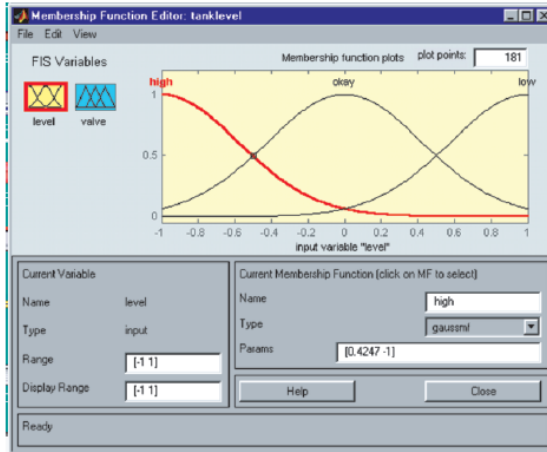 Membership Function Editor: tanklevel
File Edit View
FIS Variables
Membership function plots plot points: 181
level valve
high okay low
1
0.5
0
-1 -0.8 -0.6 -0.4 -0.2 0 0.2 0.4 0.6 0.8 1
input variable "level"
Current Variable
Name level
Type input
Range [-1 1]
Display Range [-1 1]
Current Membership Function (click on MF to select)
Name high
Type gaussmf
Params [0.4247 -1]
Help Close
Ready